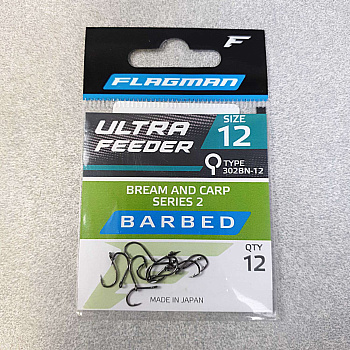 F
FLAGMAN
ULTRA
FEEDER
SIZE
12
TYPE
302BN-12
BREAM AND CARP
SERIES 2
BARBED
QTY
12
MADE IN JAPAN